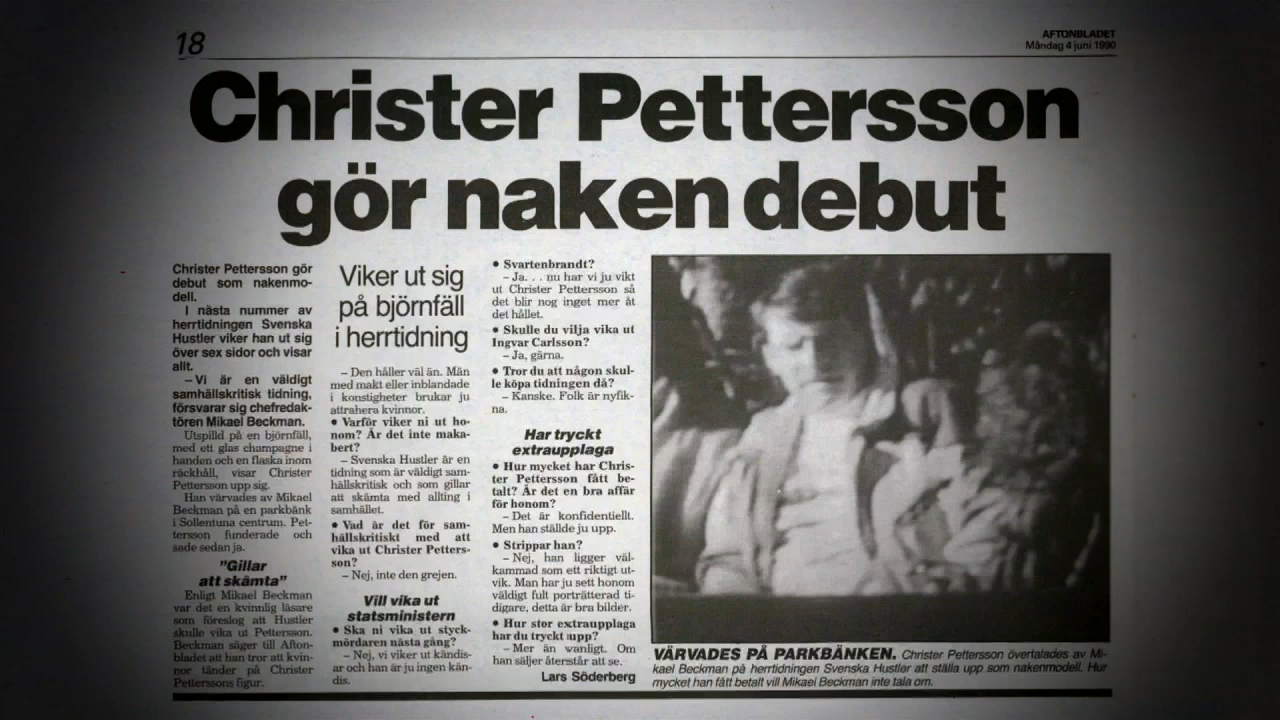 18
AFTONBLADET
Måndag 4 juni 1990
Christer Pettersson
gör naken debut
Christer Pettersson gör
debut som nakenmo-
dell.
I nästa nummer av
herrtidningen Svenska
Hustler viker han ut sig
över sex sidor och visar
allt.
– Vi är en väldigt
samhällskritisk tidning,
försvarar sig chefredak-
tören Mikael Beckman.
Utspilld på en björnfäll,
med ett glas champagne i
handen och en flaska inom
räckhåll, visar Christer
Pettersson upp sig.
Han värvades av Mikael
Beckman på en parkbänk
i Sollentuna centrum. Pet-
tersson funderade och
sade sedan ja.
"Gillar
att skämta"
Enligt Mikael Beckman
var det en kvinnlig läsare
som föreslog att Hustler
skulle vika ut Pettersson.
Beckman säger till Afton-
bladet att han tror att kvin-
nor tänder på Christer
Petterssons figur.
Viker ut sig
på björnfäll
i herrtidning
– Den håller väl än. Män
med makt eller inblandade
i konstigheter brukar ju
attrahera kvinnor.
• Varför viker ni ut ho-
nom? Är det inte maka-
bert?
– Svenska Hustler är en
tidning som är väldigt sam-
hällskritisk och som gillar
att skämta med allting i
samhället.
• Vad är det för sam-
hällskritiskt med att
vika ut Christer Petters-
son?
– Nej, inte den grejen.
Vill vika ut
statsministern
• Ska ni vika ut styck-
mördaren nästa gång?
– Nej, vi viker ut kändis-
ar och han är ju ingen kän-
dis.
• Svartenbrandt?
– Ja. . . nu har vi ju vikt
ut Christer Pettersson så
det blir nog inget mer åt
det hållet.
• Skulle du vilja vika ut
Ingvar Carlsson?
– Ja, gärna.
• Tror du att någon skul-
le köpa tidningen då?
– Kanske. Folk är nyfik-
na.
Har tryckt
extraupplaga
• Hur mycket har Chris-
ter Pettersson fått be-
talt? Är det en bra affär
för honom?
– Det är konfidentiellt.
Men han ställde ju upp.
• Strippar han?
– Nej, han ligger väl-
kammad som ett riktigt ut-
vik. Man har ju sett honom
väldigt fult porträtterad ti-
digare, detta är bra bilder.
• Hur stor extraupplaga
har du tryckt upp?
– Mer än wanligt. Om
han säljer återstår att se.
Lars Söderberg
VÄRVADES PÅ PARKBÄNKEN. Christer Pettersson övertalades av Mi-
kael Beckman på herrtidningen Svenska Hustler att ställa upp som nakenmodell. Hur
mycket han fått betalt vill Mikael Beckman inte tala om.